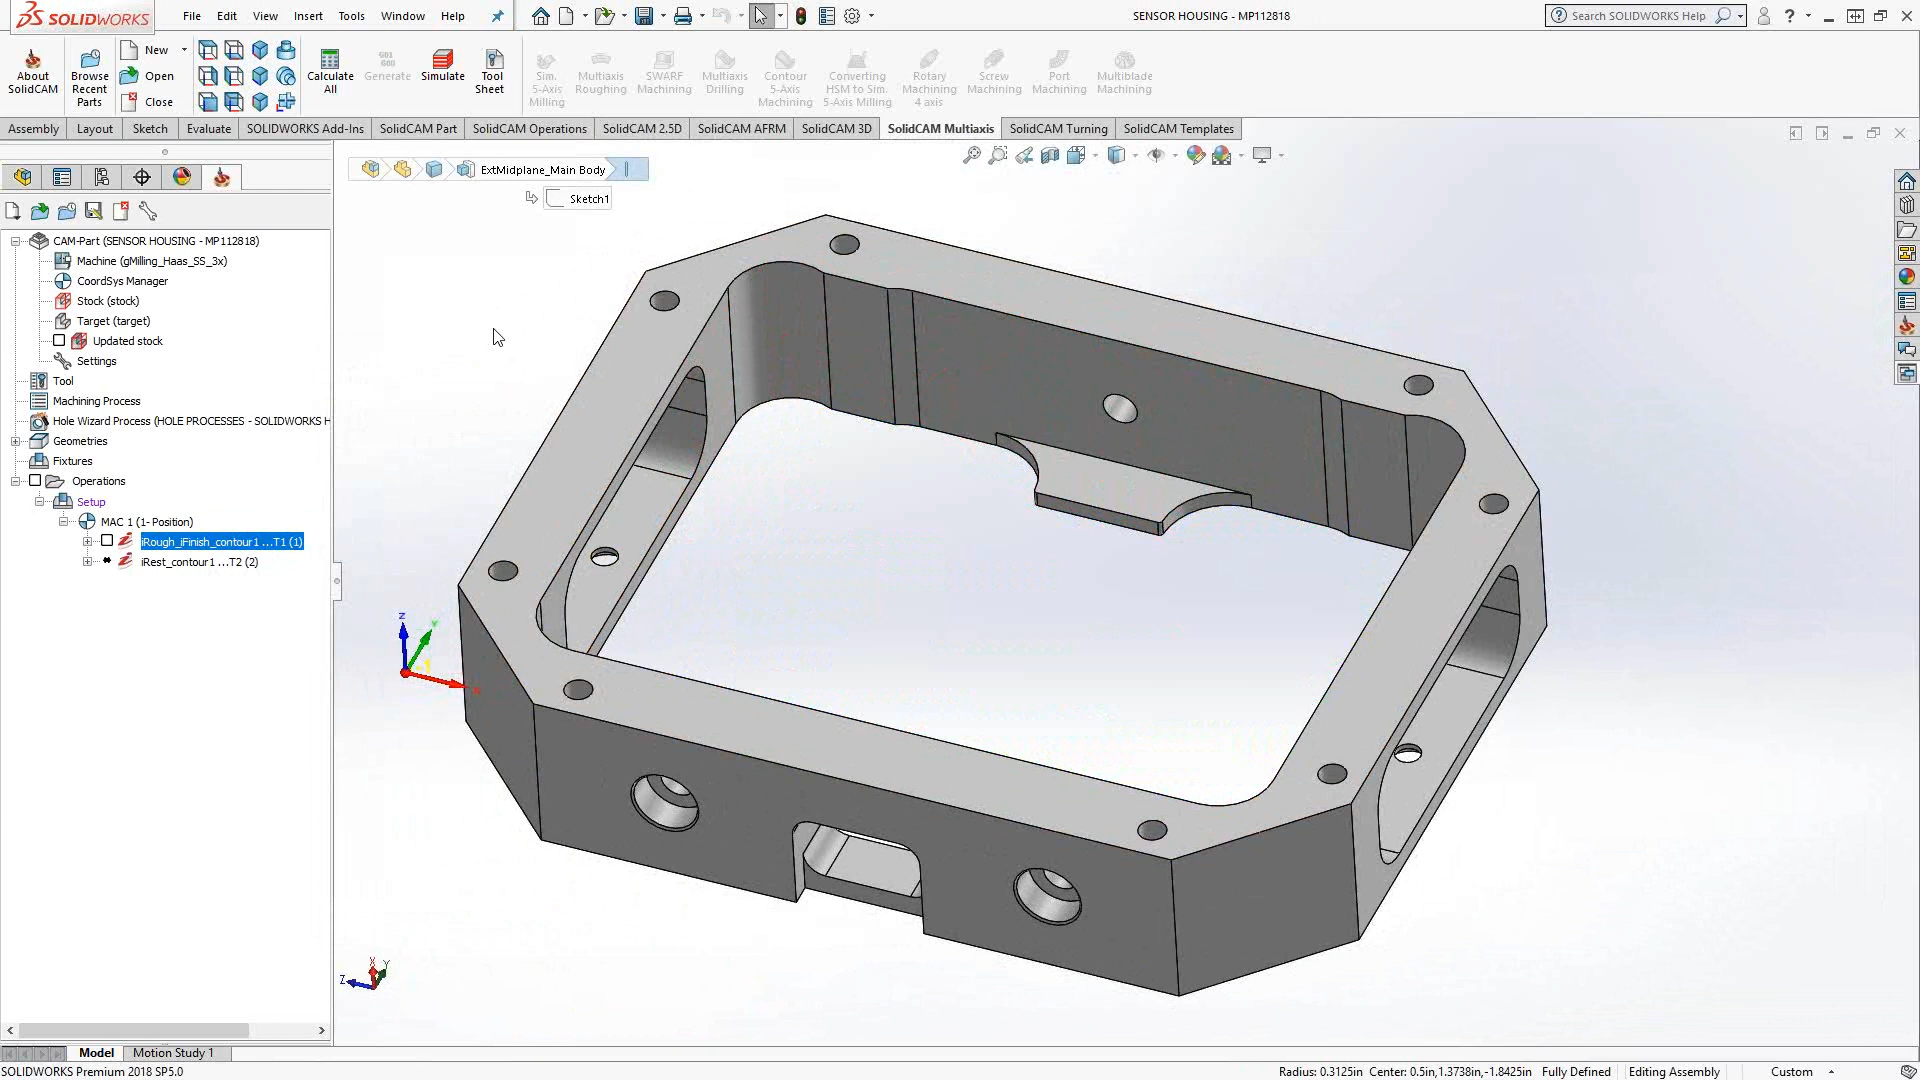 SOLIDWORKS File Edit View Insert Tools Window Help SENSOR HOUSING - MP112818 Search SOLIDWORKS Help
About SolidCAM
Browse Recent Parts
New
Open
Close
Calculate All
G01 G00
Generate
Simulate
Tool Sheet
Sim. 5-Axis Milling
Multiaxis Roughing
SWARF Machining
Multiaxis Drilling
Contour 5-Axis Machining
Converting HSM to Sim. 5-Axis Milling
Rotary Machining 4 axis
Screw Machining
Port Machining
Multiblade Machining
Assembly Layout Sketch Evaluate SOLIDWORKS Add-Ins SolidCAM Part SolidCAM Operations SolidCAM 2.5D SolidCAM AFRM SolidCAM 3D SolidCAM Multiaxis SolidCAM Turning SolidCAM Templates
ExtMidplane_Main Body
Sketch1
CAM-Part (SENSOR HOUSING - MP112818)
Machine (gMilling_Haas_SS_3x)
CoordSys Manager
Stock (stock)
Target (target)
Updated stock
Settings
Tool
Machining Process
Hole Wizard Process (HOLE PROCESSES - SOLIDWORKS H
Geometries
Fixtures
Operations
Setup
MAC 1 (1- Position)
iRough_iFinish_contour1 ...T1 (1)
iRest_contour1 ...T2 (2)
Z
Y
X
1
X
Y
Z
Model Motion Study 1
SOLIDWORKS Premium 2018 SP5.0 Radius: 0.3125in Center: 0.5in,1.3738in,-1.8425in Fully Defined Editing Assembly Custom